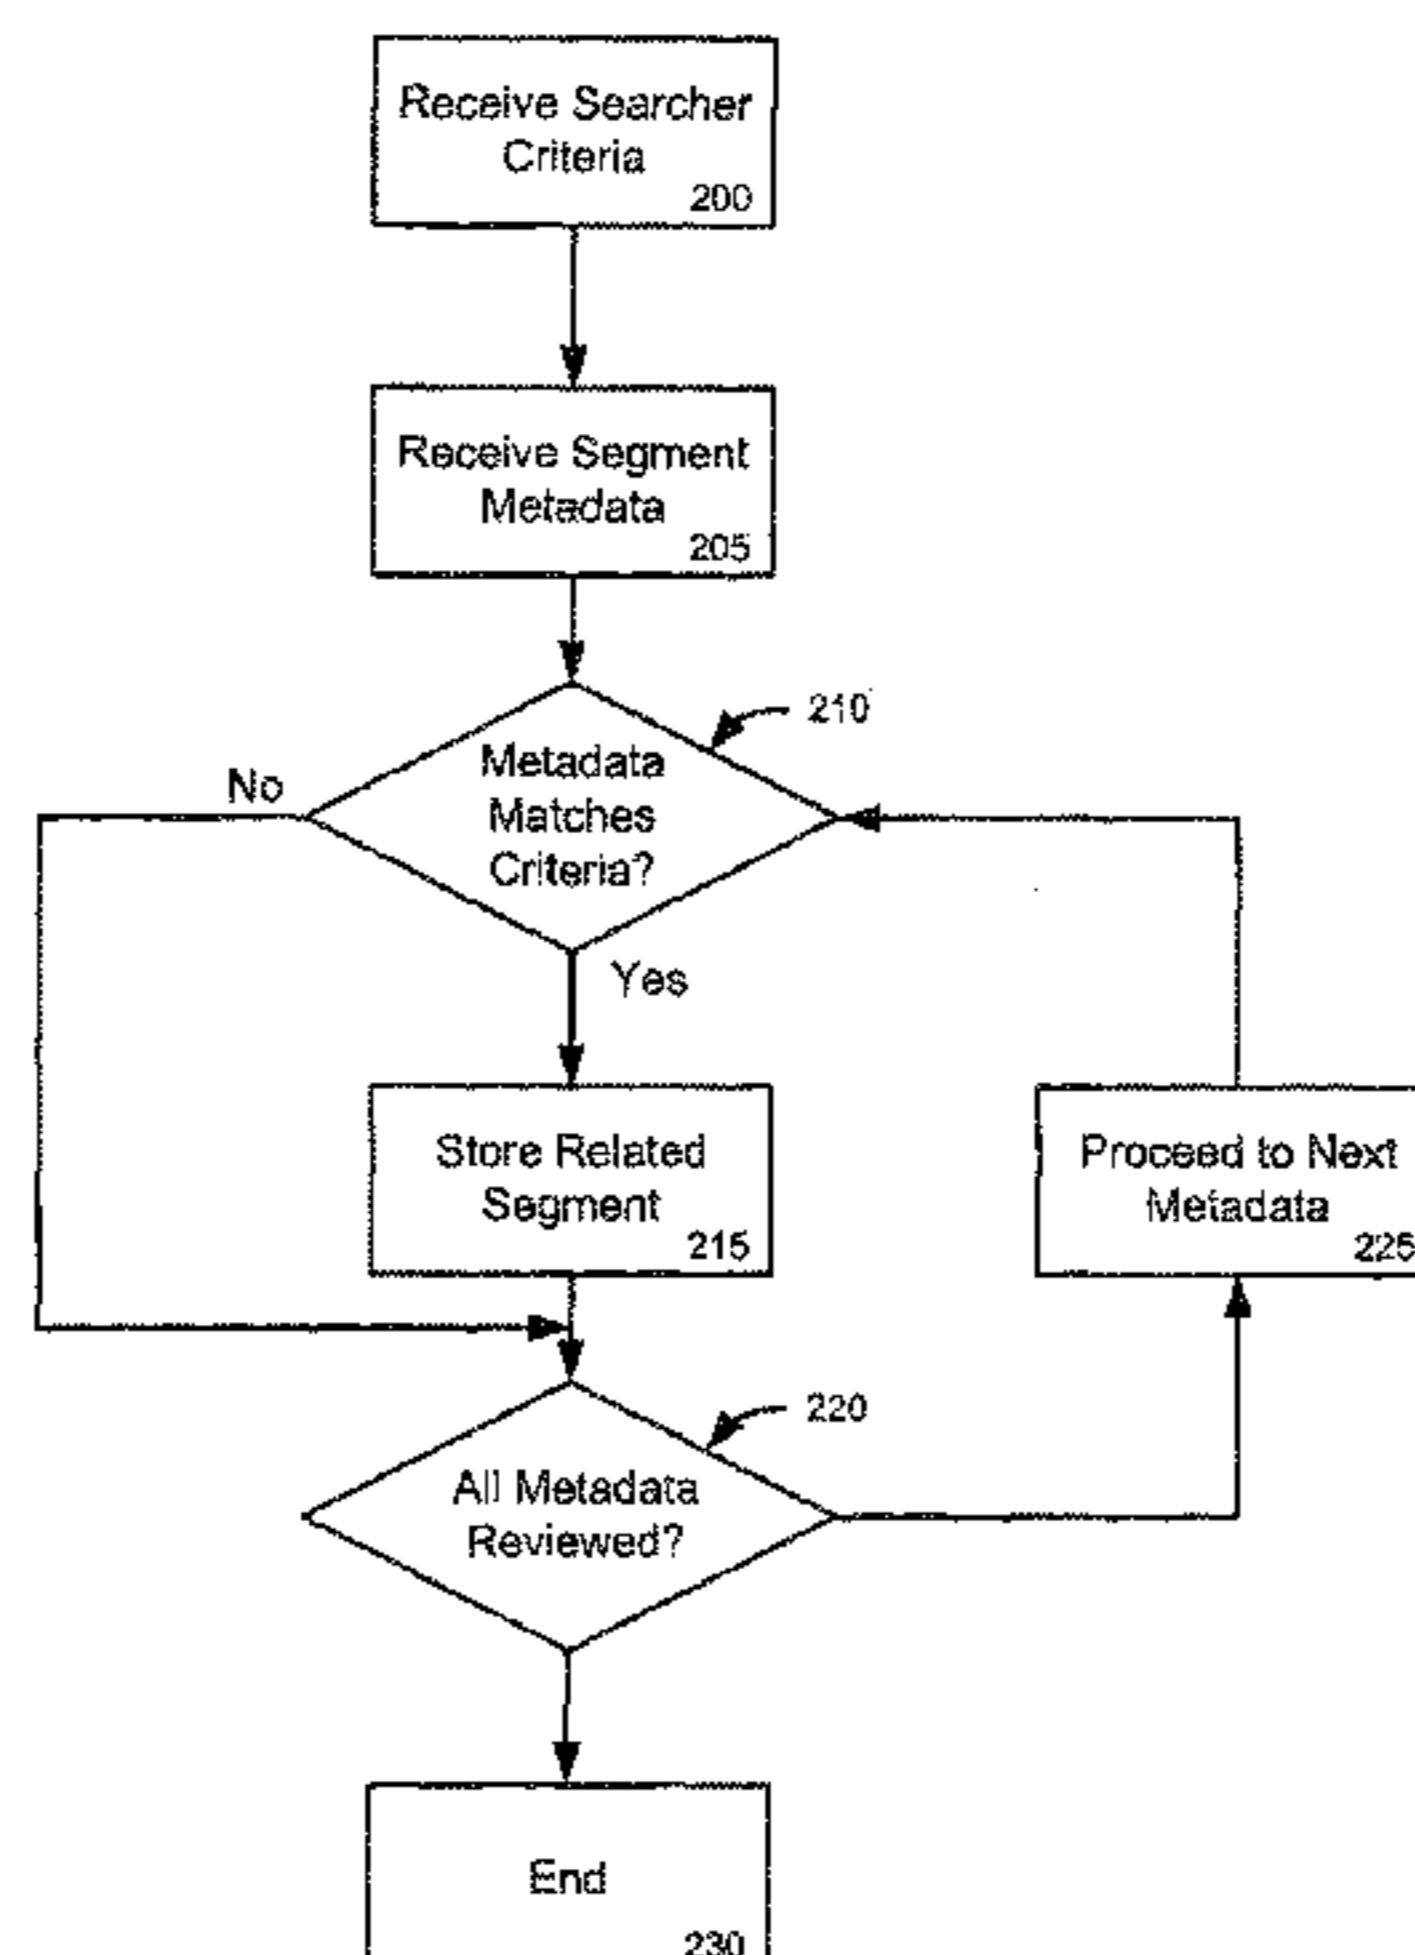 Receive Searcher
Criteria
200
Receive Segment
Metadata
205
210
No
Metadata
Matches
Criteria?
Yes
Store Related
Segment
215
Proceed to Next
Metadata
225
220
All Metadata
Reviewed?
End
230